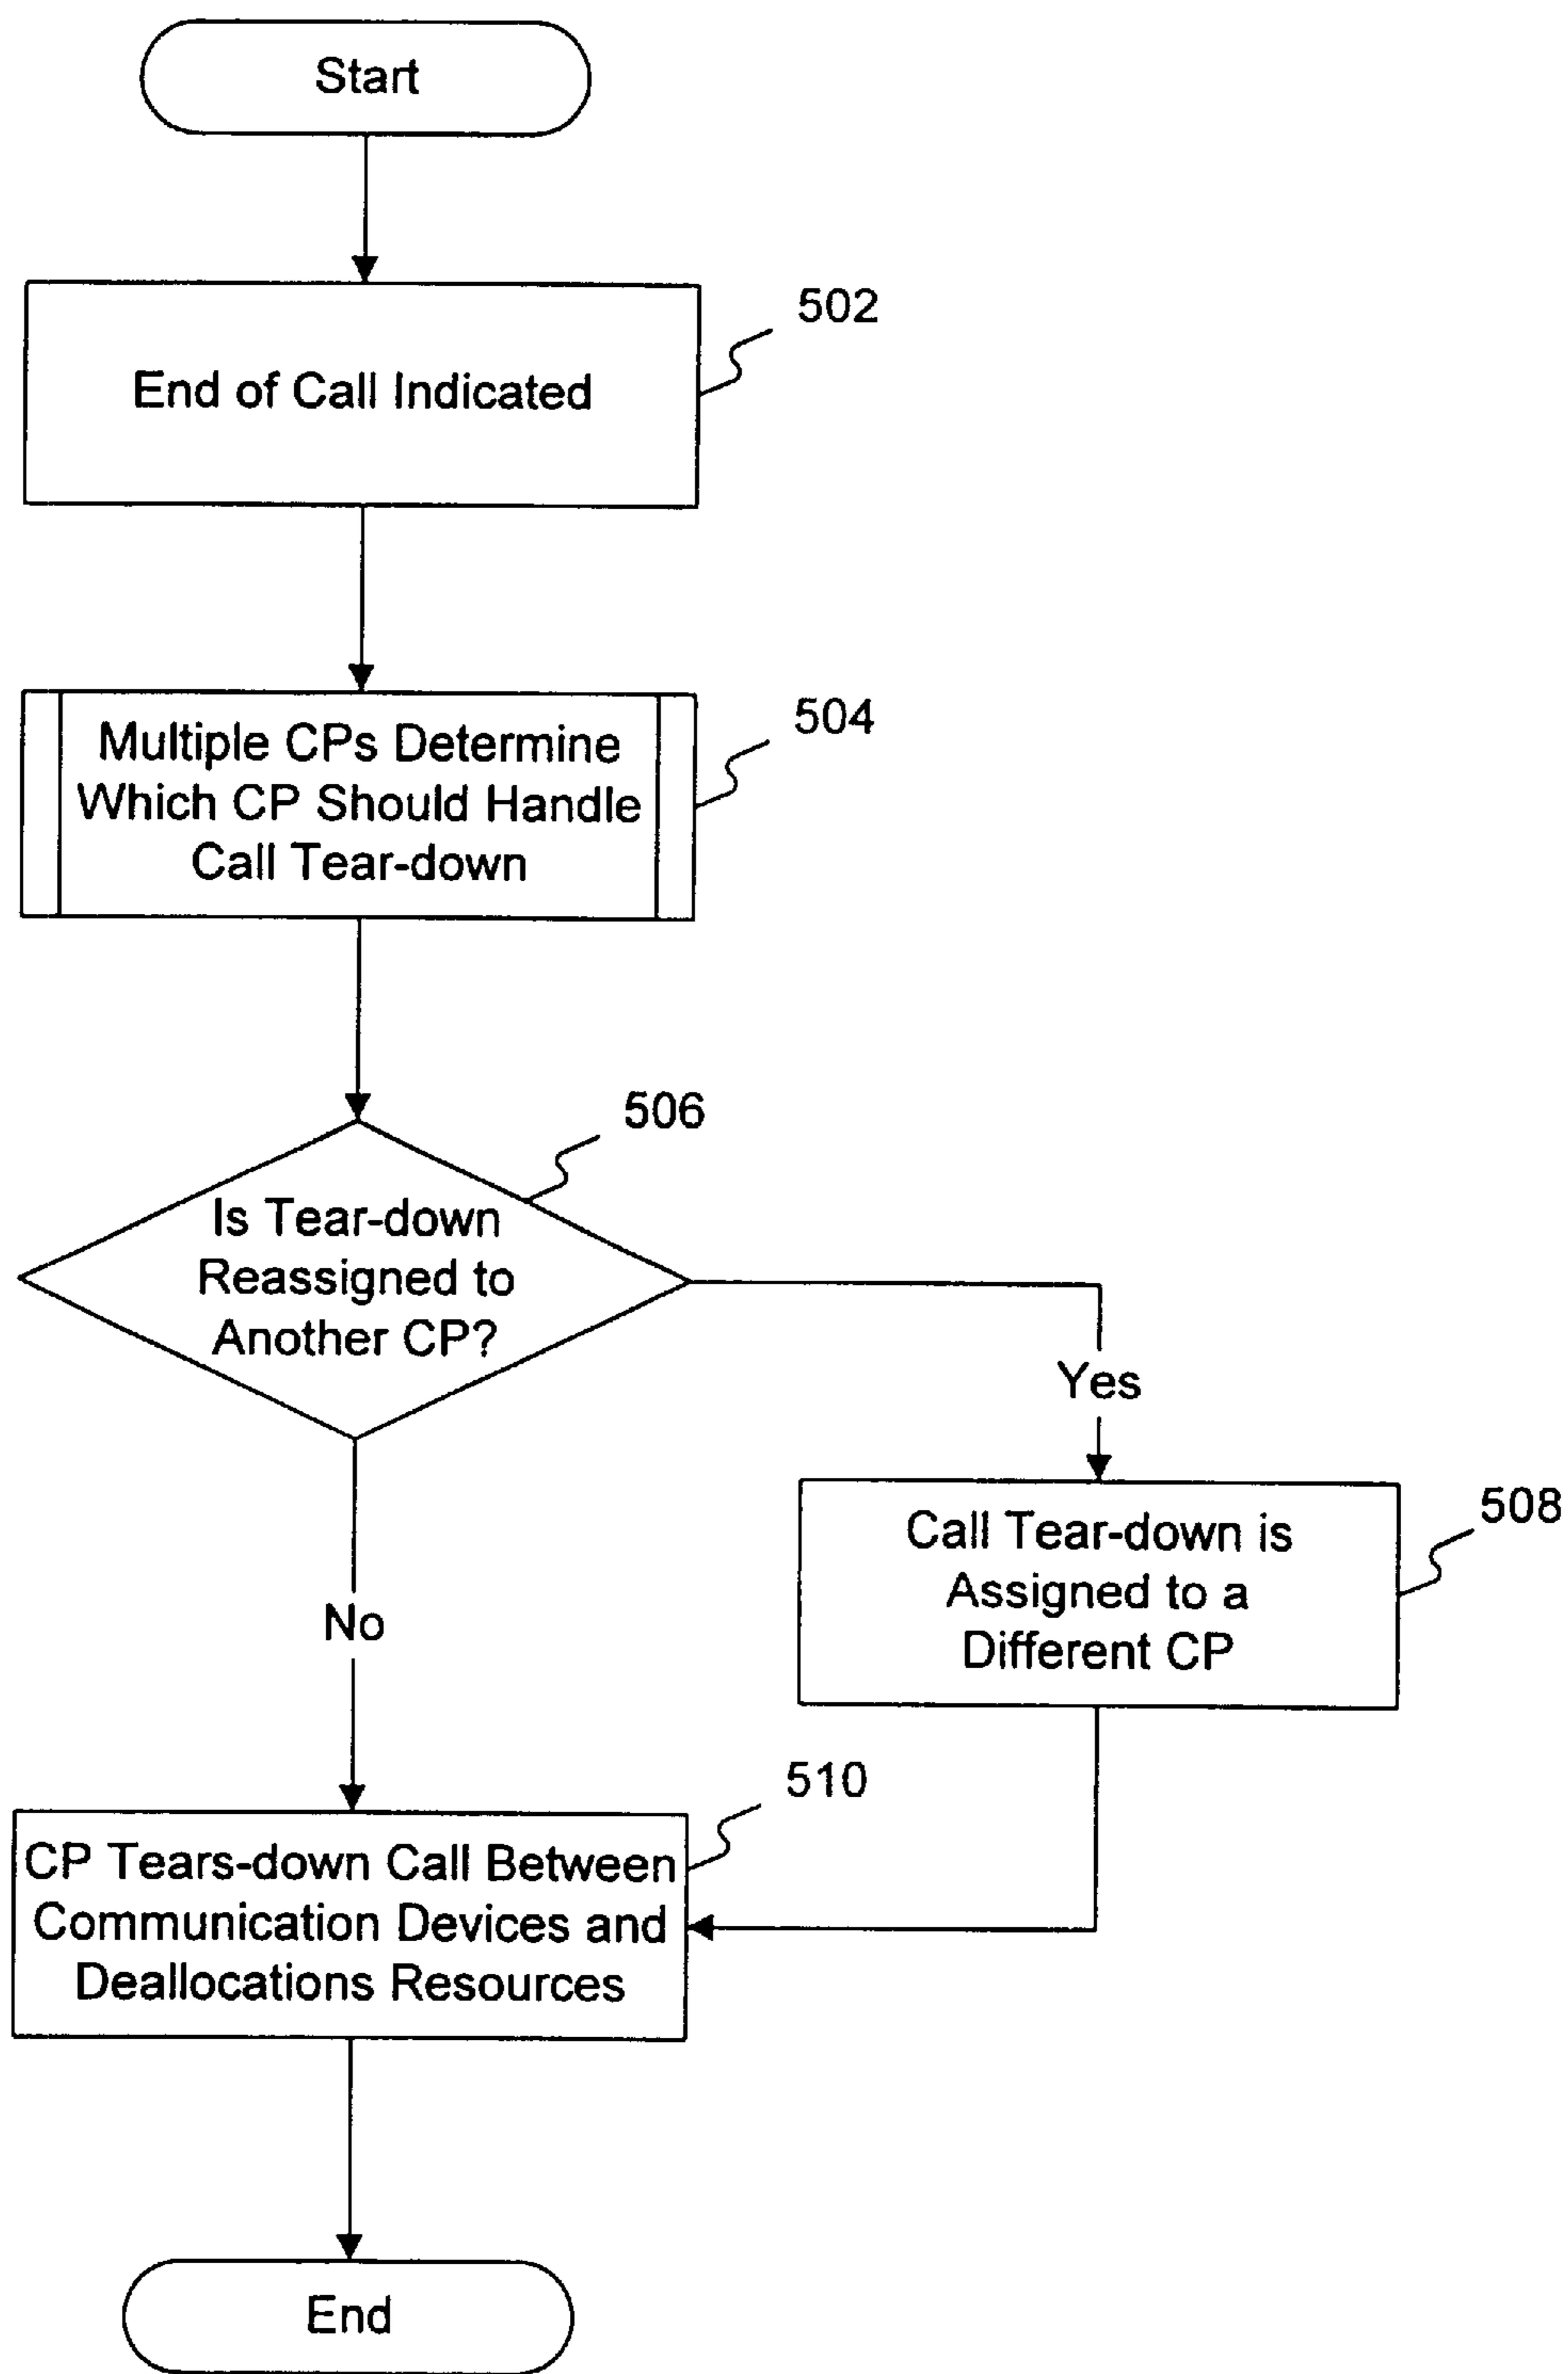 Start
502
End of Call Indicated
504
Multiple CPs Determine
Which CP Should Handle
Call Tear-down
506
Is Tear-down
Reassigned to
Another CP?
Yes
508
Call Tear-down is
Assigned to a
Different CP
No
510
CP Tears-down Call Between
Communication Devices and
Deallocations Resources
End